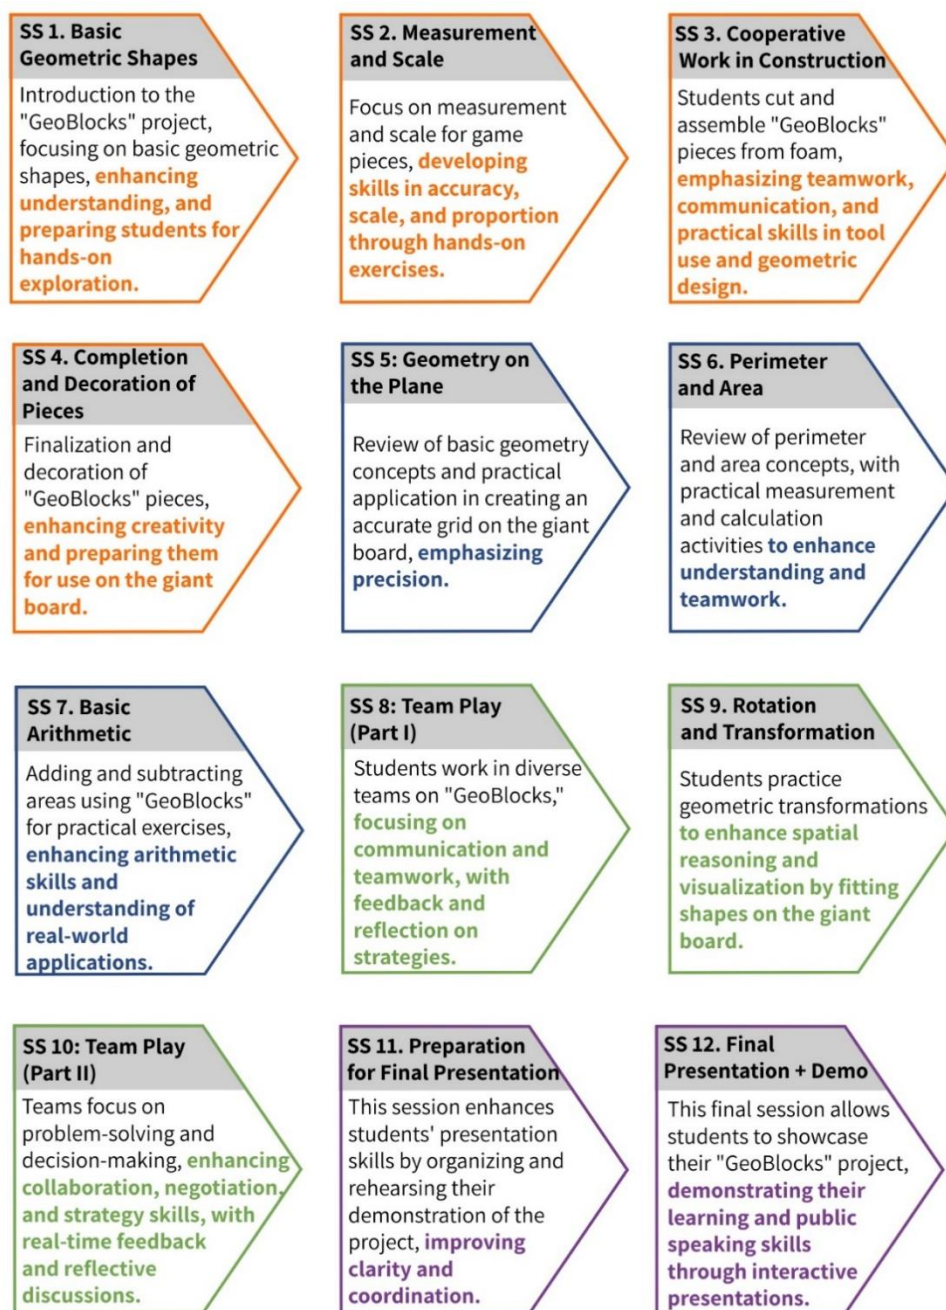 SS 1. Basic
Geometric Shapes
Introduction to the
"GeoBlocks" project,
focusing on basic geometric
shapes, enhancing
understanding, and
preparing students for
hands-on
exploration.
SS 2. Measurement
and Scale
Focus on measurement
and scale for game
pieces, developing
skills in accuracy,
scale, and proportion
through hands-on
exercises.
SS 3. Cooperative
Work in Construction
Students cut and
assemble "GeoBlocks"
pieces from foam,
emphasizing teamwork,
communication, and
practical skills in tool
use and geometric
design.
SS 4. Completion
and Decoration of
Pieces
Finalization and
decoration of
"GeoBlocks" pieces,
enhancing creativity
and preparing them
for use on the giant
board.
SS 5: Geometry on
the Plane
Review of basic geometry
concepts and practical
application in creating an
accurate grid on the giant
board, emphasizing
precision.
SS 6. Perimeter
and Area
Review of perimeter
and area concepts, with
practical measurement
and calculation
activities to enhance
understanding and
teamwork.
SS 7. Basic
Arithmetic
Adding and subtracting
areas using "GeoBlocks"
for practical exercises,
enhancing arithmetic
skills and
understanding of
real-world
applications.
SS 8: Team Play
(Part I)
Students work in diverse
teams on "GeoBlocks,"
focusing on
communication and
teamwork, with
feedback and
reflection on
strategies.
SS 9. Rotation
and Transformation
Students practice
geometric transformations
to enhance spatial
reasoning and
visualization by fitting
shapes on the giant
board.
SS 10: Team Play
(Part II)
Teams focus on
problem-solving and
decision-making, enhancing
collaboration, negotiation,
and strategy skills, with
real-time feedback
and reflective
discussions.
SS 11. Preparation
for Final Presentation
This session enhances
students' presentation
skills by organizing and
rehearsing their
demonstration of the
project, improving
clarity and
coordination.
SS 12. Final
Presentation + Demo
This final session allows
students to showcase
their "GeoBlocks" project,
demonstrating their
learning and public
speaking skills
through interactive
presentations.